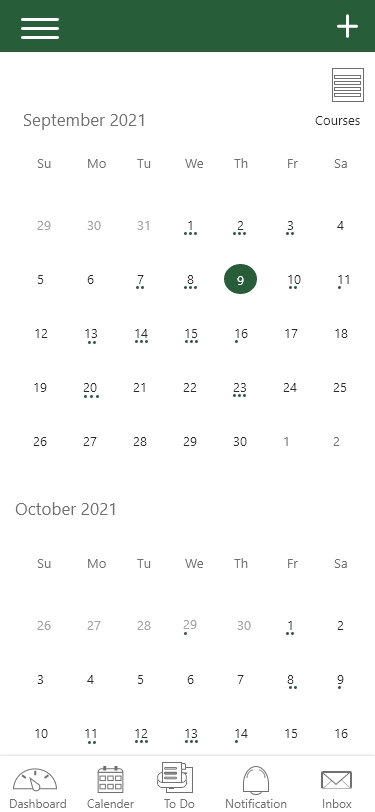 Courses
September 2021
Su Mo Tu We Th Fr Sa
29 30 31 1 2 3 4
5 6 7 8 9 10 11
12 13 14 15 16 17 18
19 20 21 22 23 24 25
26 27 28 29 30 1 2
October 2021
Su Mo Tu We Th Fr Sa
26 27 28 29 30 1 2
3 4 5 6 7 8 9
10 11 12 13 14 15 16
Dashboard Calender To Do Notification Inbox